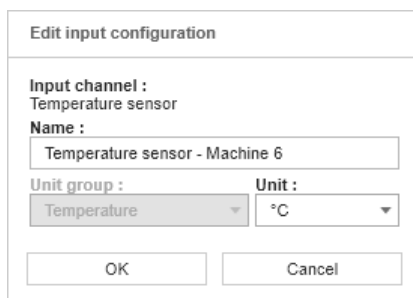 Edit input configuration
Input channel :
Temperature sensor
Name :
Temperature sensor - Machine 6
Unit group : Unit :
Temperature °C
OK Cancel